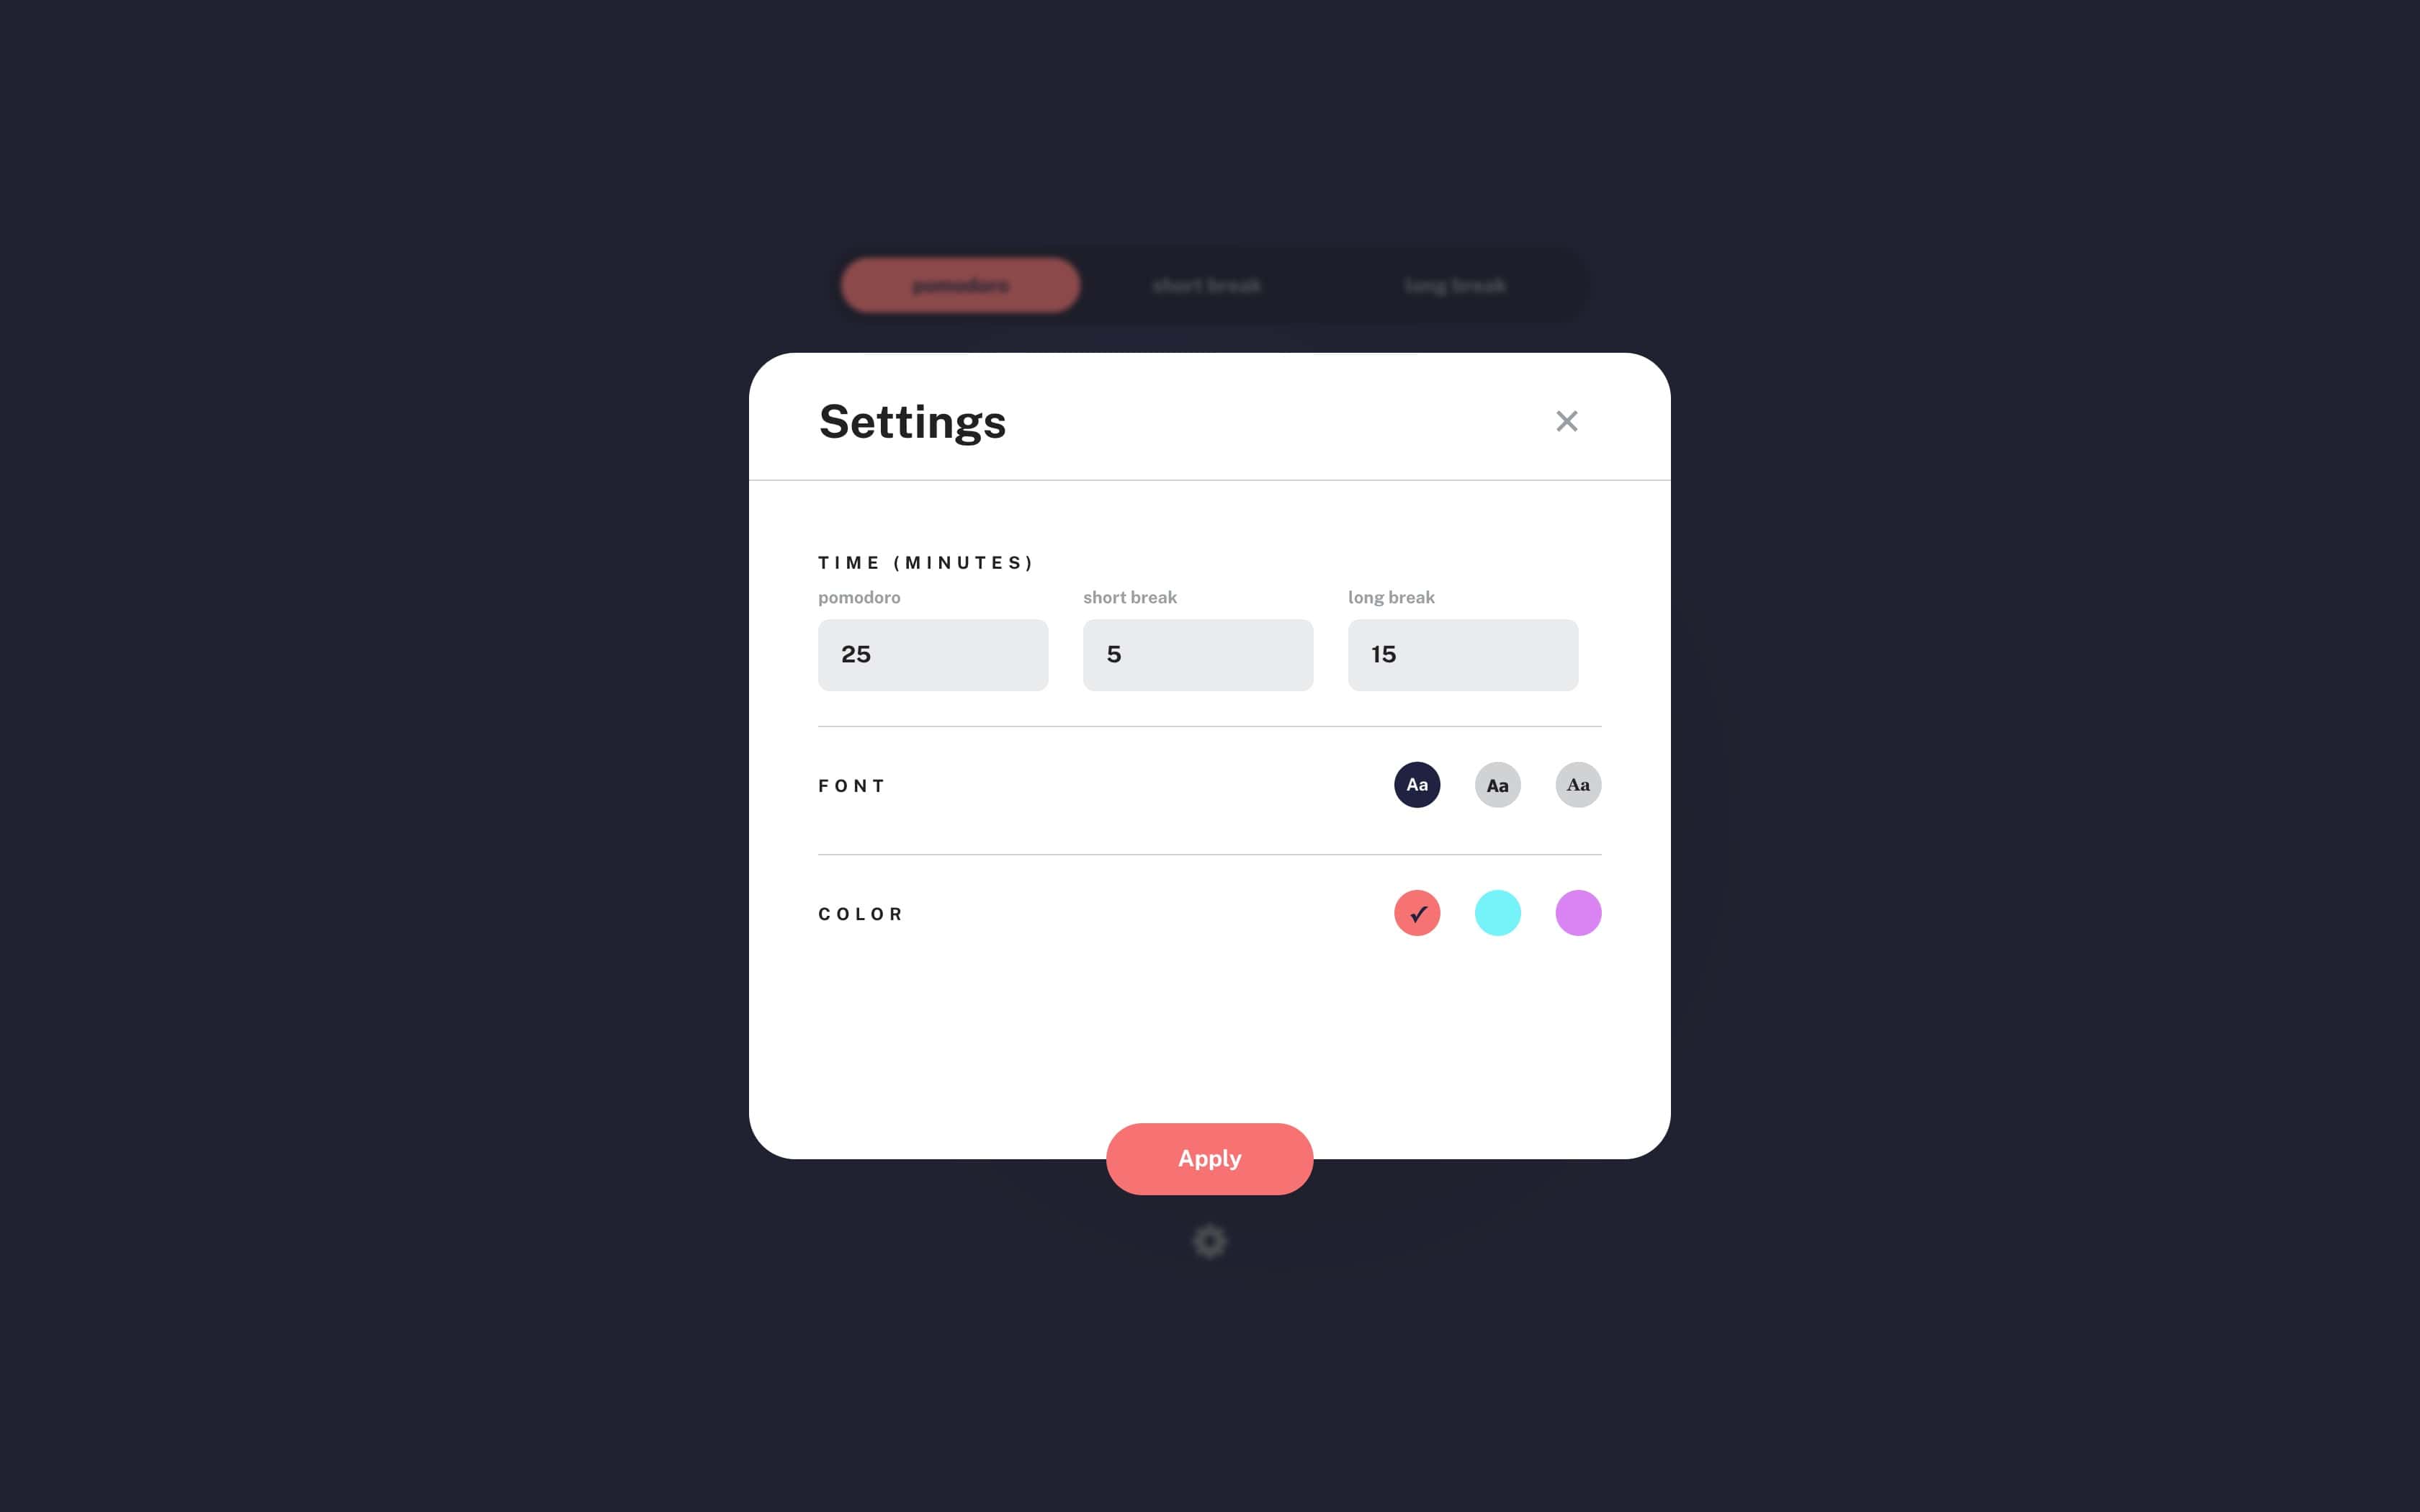 pomodoro short break long break
Settings
TIME (MINUTES)
pomodoro short break long break
25 5 15
FONT Aa Aa Aa
COLOR
Apply